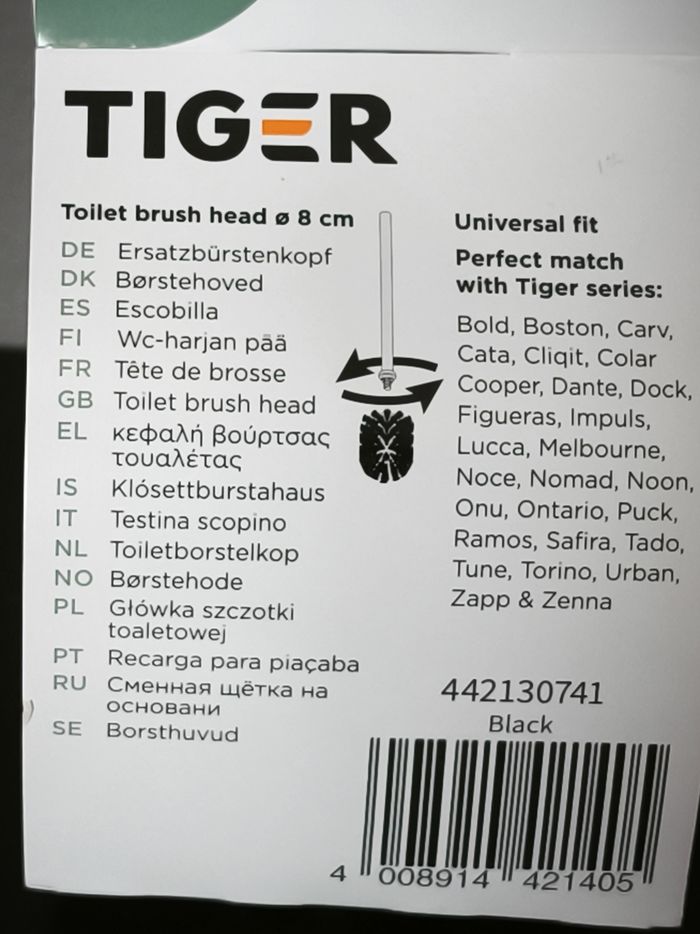 TIGER
Toilet brush head ø 8 cm
DE Ersatzbürstenkopf
DK Børstehoved
ES Escobilla
FI Wc-harjan pää
FR Tête de brosse
GB Toilet brush head
EL κεφαλή βούρτσας
τουαλέτας
IS Klósettburstahaus
IT Testina scopino
NL Toiletborstelkop
NO Børstehode
PL Główka szczotki
toaletowej
PT Recarga para piaçaba
RU Сменная щётка на
основани
SE Borsthuvud
Universal fit
Perfect match
with Tiger series:
Bold, Boston, Carv,
Cata, Cliqit, Colar
Cooper, Dante, Dock,
Figueras, Impuls,
Lucca, Melbourne,
Noce, Nomad, Noon,
Onu, Ontario, Puck,
Ramos, Safira, Tado,
Tune, Torino, Urban,
Zapp & Zenna
442130741
Black
4 008914 421405